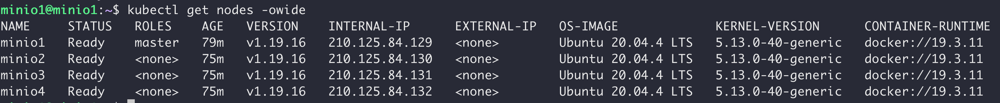 minio1@minio1:~$ kubectl get nodes -owide
NAME STATUS ROLES AGE VERSION INTERNAL-IP EXTERNAL-IP OS-IMAGE KERNEL-VERSION CONTAINER-RUNTIME
minio1 Ready master 79m v1.19.16 210.125.84.129 <none> Ubuntu 20.04.4 LTS 5.13.0-40-generic docker://19.3.11
minio2 Ready <none> 75m v1.19.16 210.125.84.130 <none> Ubuntu 20.04.4 LTS 5.13.0-40-generic docker://19.3.11
minio3 Ready <none> 75m v1.19.16 210.125.84.131 <none> Ubuntu 20.04.4 LTS 5.13.0-40-generic docker://19.3.11
minio4 Ready <none> 75m v1.19.16 210.125.84.132 <none> Ubuntu 20.04.4 LTS 5.13.0-40-generic docker://19.3.11